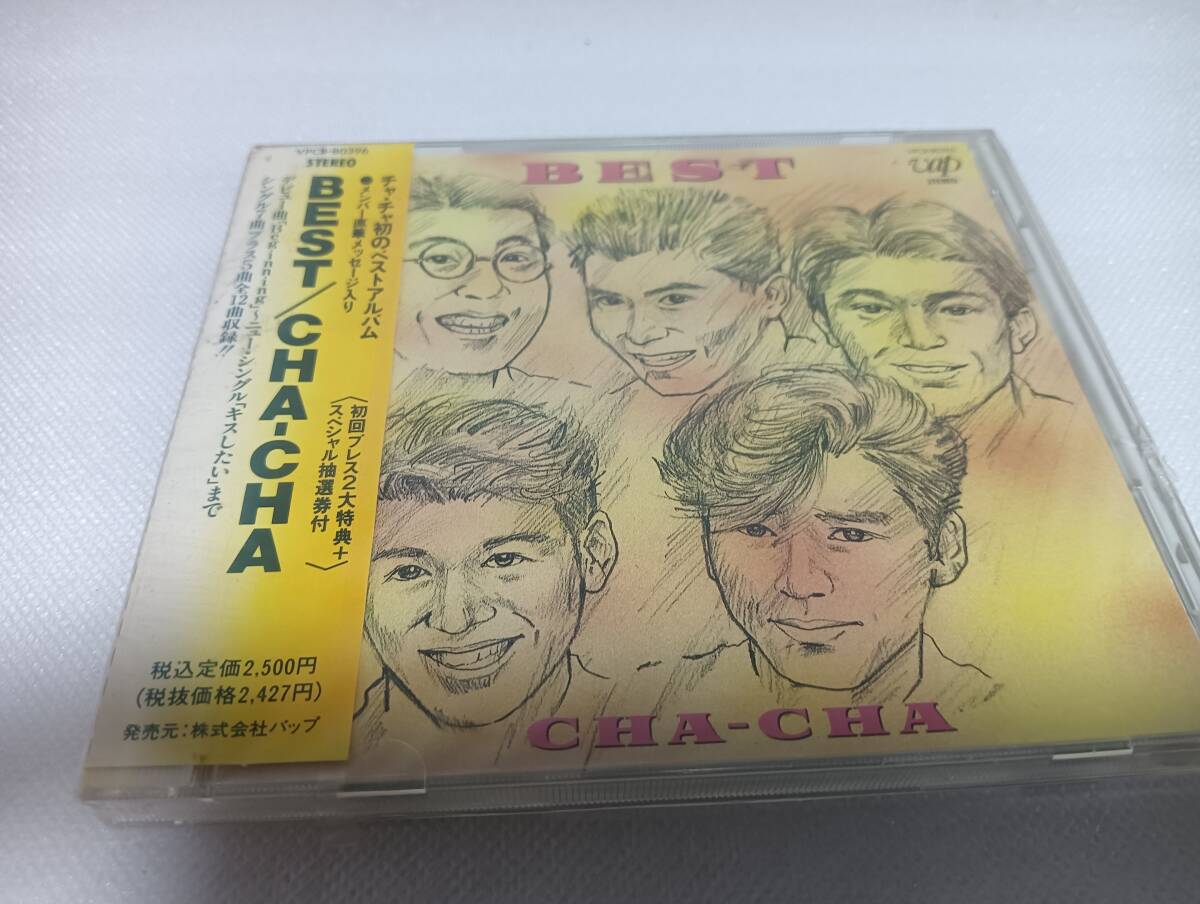 VPCB-80396
STEREO
BEST/CHA-CHA
チャ・チャ初のベストアルバム
●メンバー直筆メッセージ入り
〈初回プレス2大特典+
スペシャル抽選券付〉
デビュー曲「Beginning」〜ニュー・シングル「キスしたい」まで
シングル7曲プラス5曲全12曲収録!!
税込定価2,500円
(税抜価格2,427円)
発売元:株式会社バップ
BEST
vap
CHA-CHA